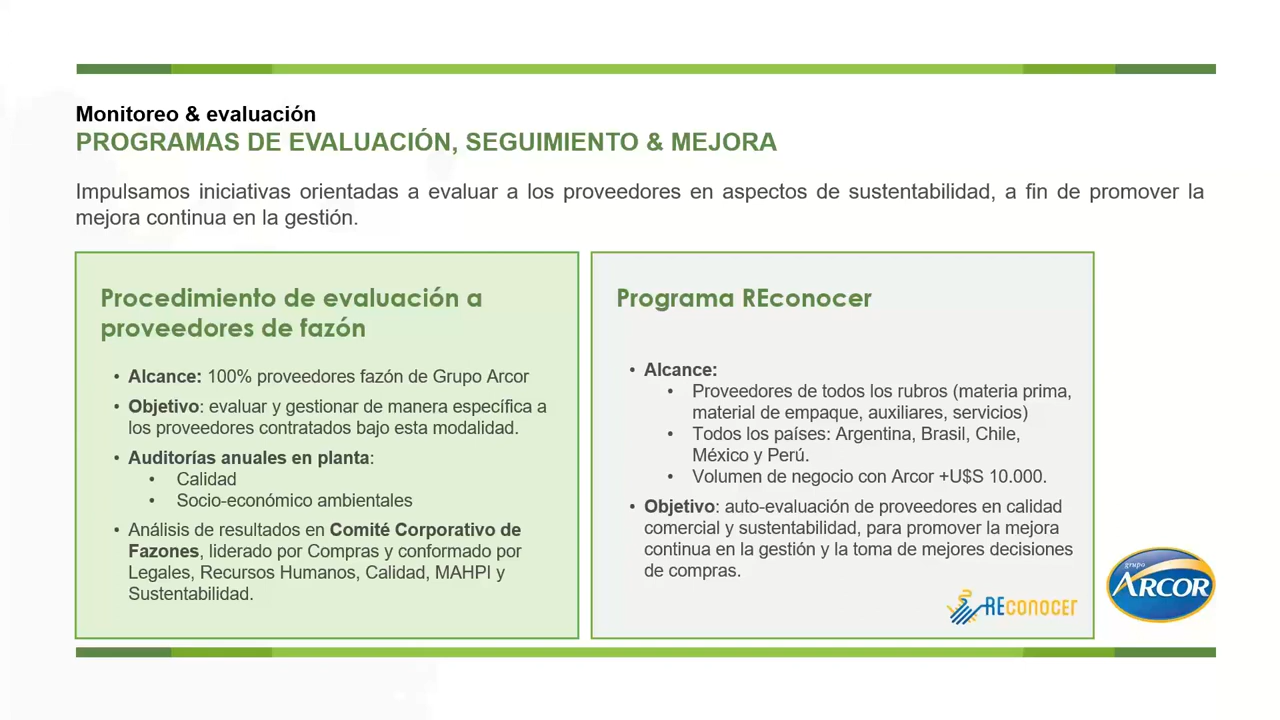 Monitoreo & evaluación
PROGRAMAS DE EVALUACIÓN, SEGUIMIENTO & MEJORA
Impulsamos iniciativas orientadas a evaluar a los proveedores en aspectos de sustentabilidad, a fin de promover la
mejora continua en la gestión.
Procedimiento de evaluación a
proveedores de fazón
• Alcance: 100% proveedores fazón de Grupo Arcor
• Objetivo: evaluar y gestionar de manera específica a
los proveedores contratados bajo esta modalidad.
• Auditorías anuales en planta:
• Calidad
• Socio-económico ambientales
• Análisis de resultados en Comité Corporativo de
Fazones, liderado por Compras y conformado por
Legales, Recursos Humanos, Calidad, MAHPI y
Sustentabilidad.
Programa REconocer
• Alcance:
• Proveedores de todos los rubros (materia prima,
material de empaque, auxiliares, servicios)
• Todos los países: Argentina, Brasil, Chile,
México y Perú.
• Volumen de negocio con Arcor +U$S 10.000.
• Objetivo: auto-evaluación de proveedores en calidad
comercial y sustentabilidad, para promover la mejora
continua en la gestión y la toma de mejores decisiones
de compras.
REconocer
grupo
ARCOR